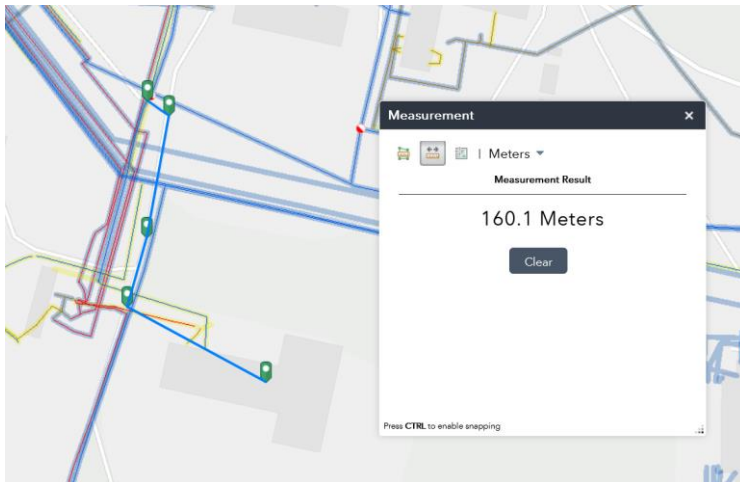 Measurement
| Meters
Measurement Result
160.1 Meters
Clear
Press CTRL to enable snapping